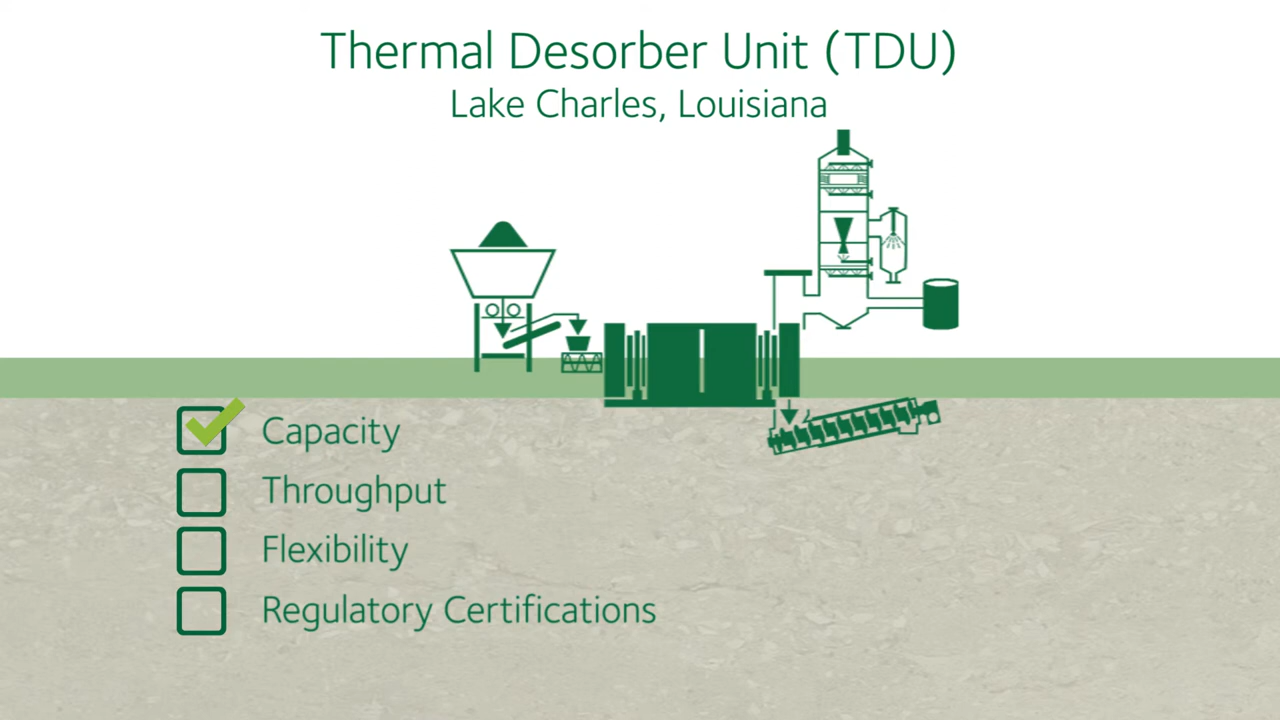 Thermal Desorber Unit (TDU)
Lake Charles, Louisiana
Capacity
Throughput
Flexibility
Regulatory Certifications